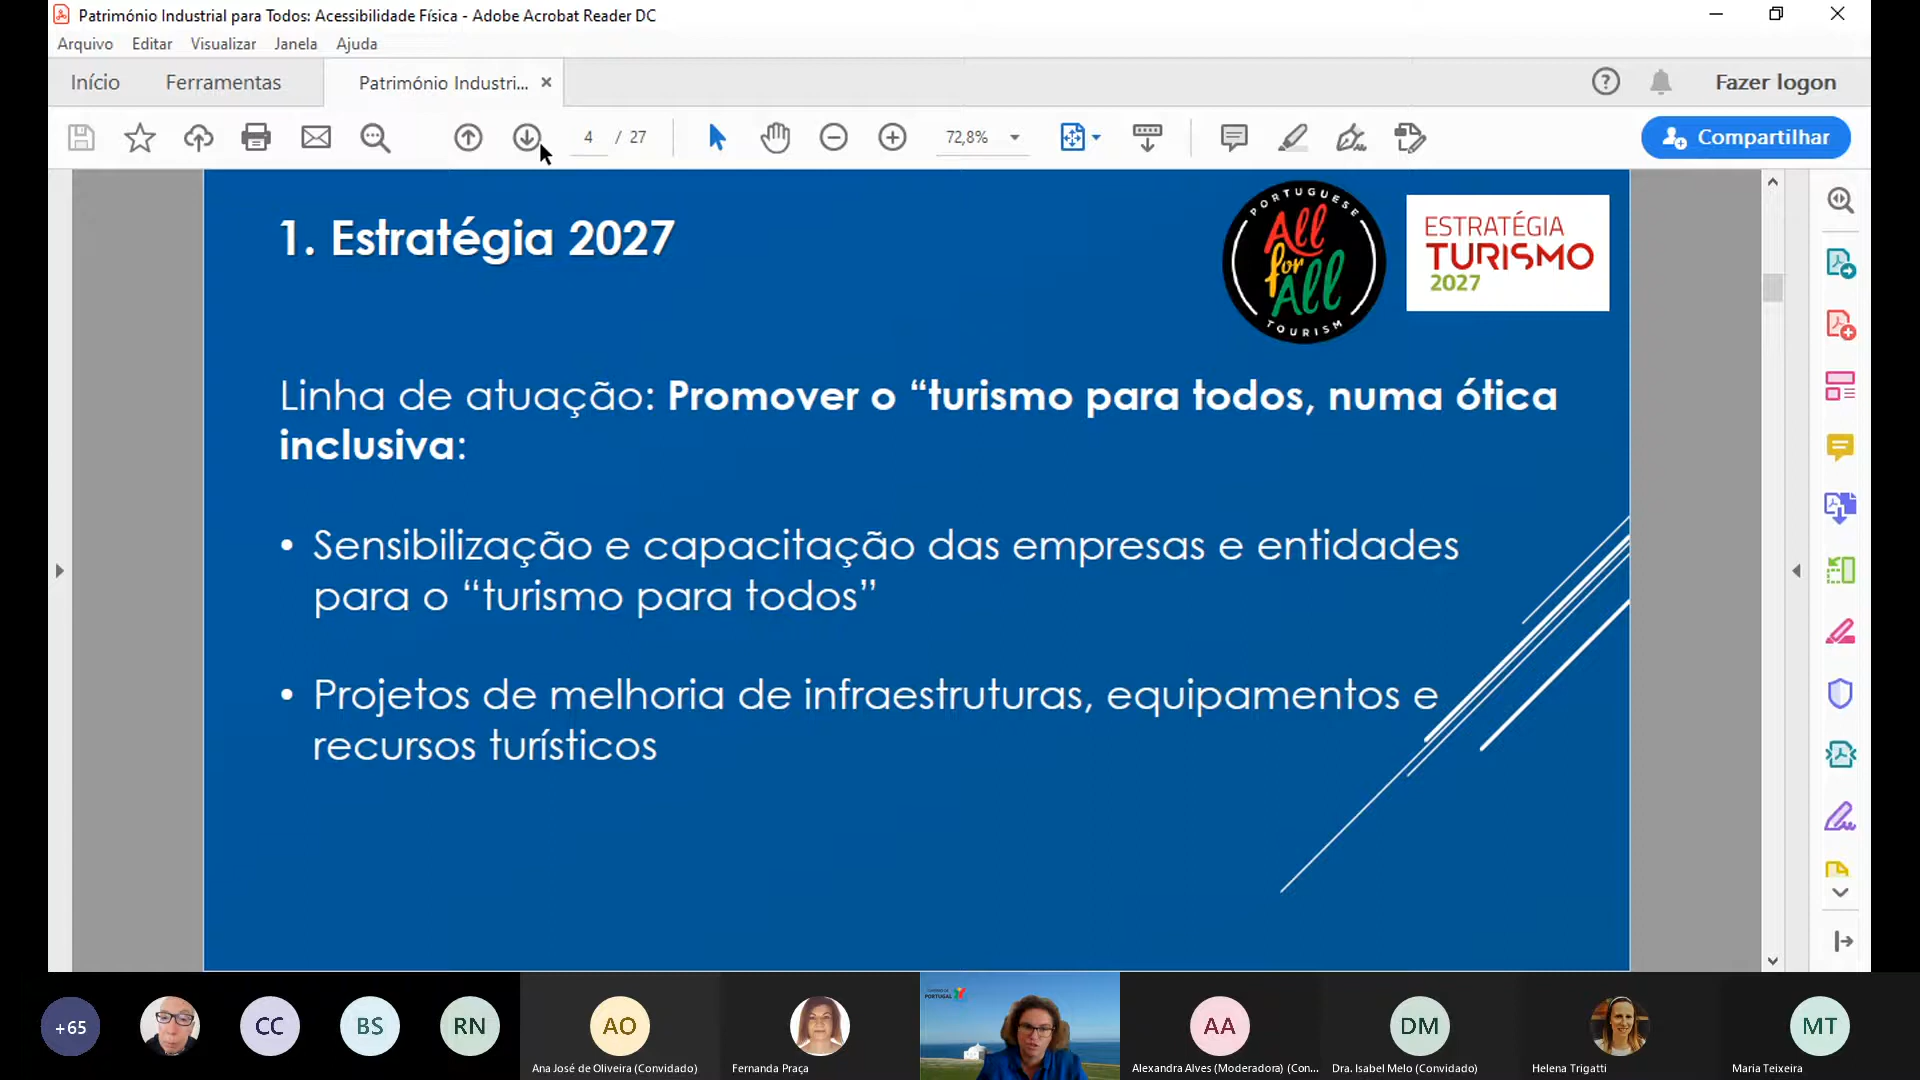 Património Industrial para Todos: Acessibilidade Física - Adobe Acrobat Reader DC
Arquivo Editar Visualizar Janela Ajuda
Início Ferramentas Património Industri... Fazer logon
4 / 27 72,8% Compartilhar
1. Estratégia 2027
PORTUGUESE
All
for
All
TOURISM
ESTRATÉGIA
TURISMO
2027
Linha de atuação: Promover o “turismo para todos, numa ótica
inclusiva:
• Sensibilização e capacitação das empresas e entidades
para o “turismo para todos”
• Projetos de melhoria de infraestruturas, equipamentos e
recursos turísticos
+65 CC BS RN AO AA DM MT
PORTUGAL
Ana José de Oliveira (Convidado) Fernanda Praça Alexandra Alves (Moderadora) (Con... Dra. Isabel Melo (Convidado) Helena Trigatti Maria Teixeira